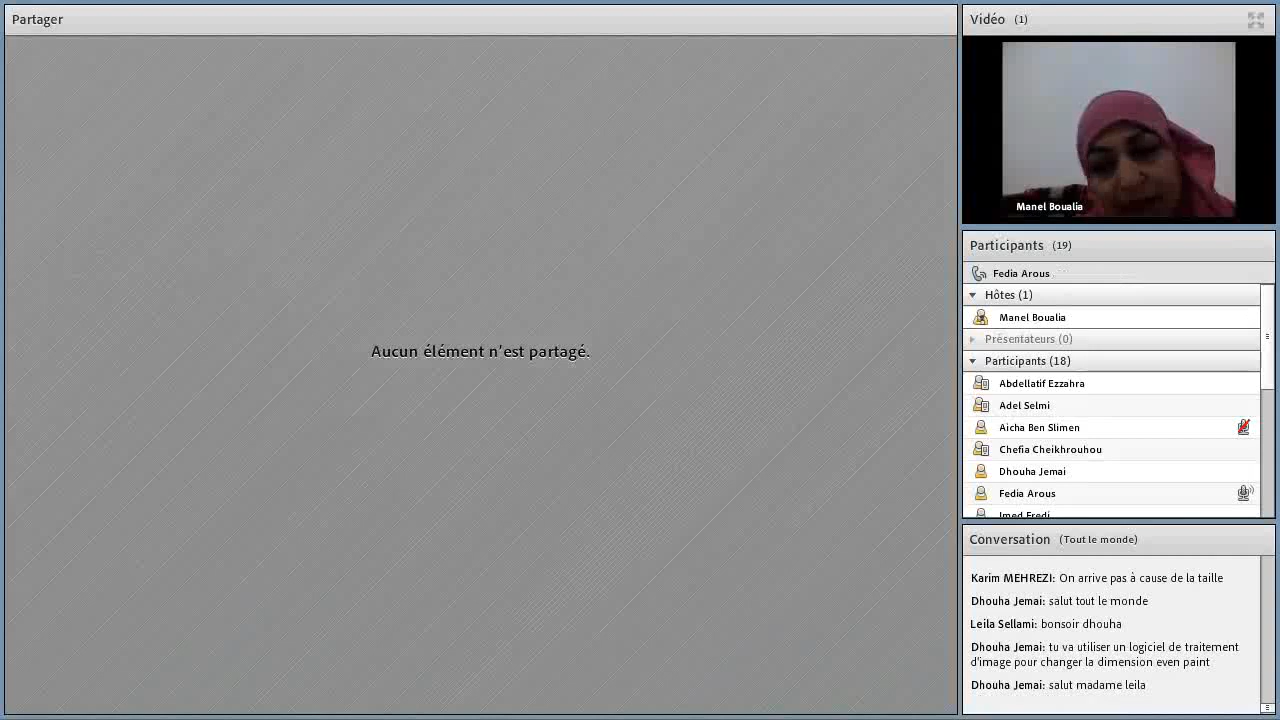 Partager
Aucun élément n'est partagé.
Vidéo (1)
Manel Boualia
Participants (19)
Fedia Arous
Hôtes (1)
Manel Boualia
Présentateurs (0)
Participants (18)
Abdellatif Ezzahra
Adel Selmi
Aicha Ben Slimen
Chefia Cheikhrouhou
Dhouha Jemai
Fedia Arous
Imed Fredi
Conversation (Tout le monde)
Karim MEHREZI: On arrive pas à cause de la taille
Dhouha Jemai: salut tout le monde
Leila Sellami: bonsoir dhouha
Dhouha Jemai: tu va utiliser un logiciel de traitement
d'image pour changer la dimension even paint
Dhouha Jemai: salut madame leila